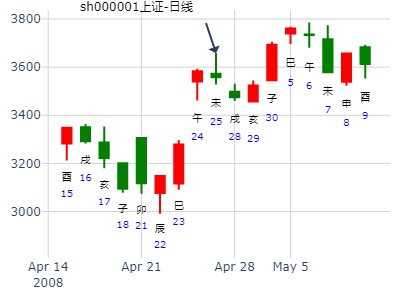 sh000001上证-日线
3800
3600
3400
3200
3000
酉
15
戌
16
亥
17
子
18
卯
21
辰
22
巳
23
午
24
未
25
戌
28
亥
29
子
30
巳
5
午
6
未
7
申
8
酉
9
Apr 14
2008
Apr 21
Apr 28
May 5